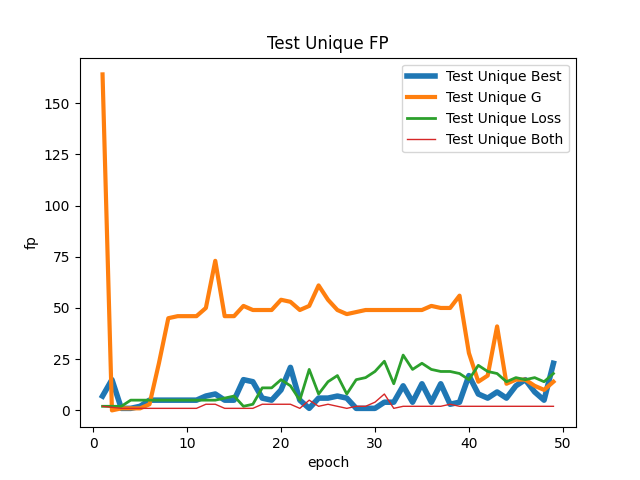 Test Unique FP
Test Unique Best
Test Unique G
Test Unique Loss
Test Unique Both
fp
150
125
100
75
50
25
0
0 10 20 30 40 50
epoch